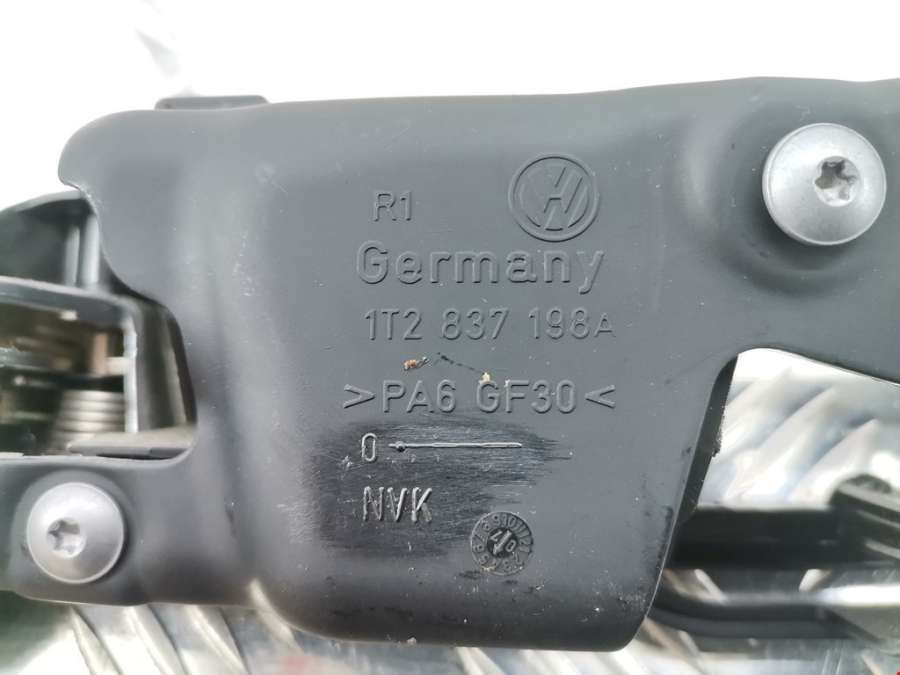 R1
Germany
1T2 837 198A
>PA6 GF30<
0
NVK